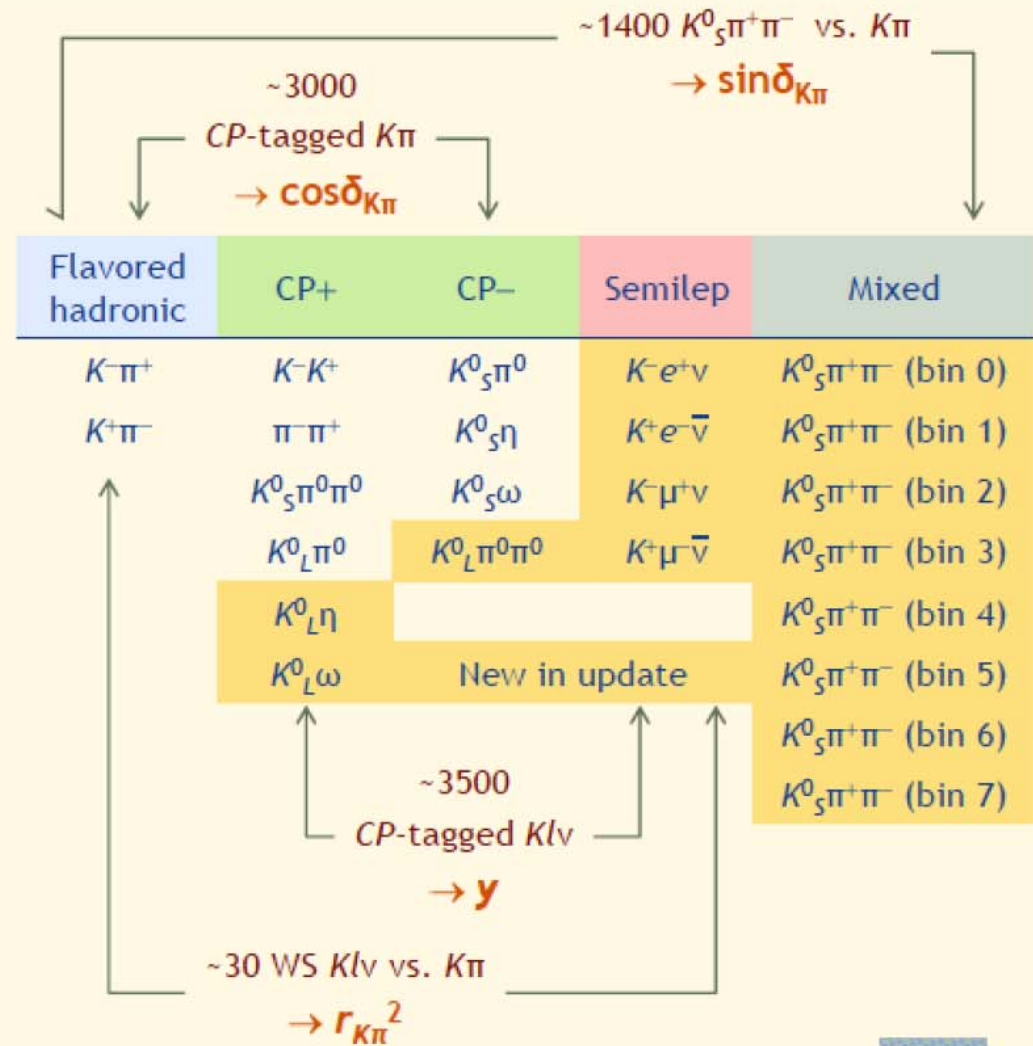 ~1400 K⁰ₛπ⁺π⁻ vs. Kπ
→ sinδ_Kπ
~3000
CP-tagged Kπ
→ cosδ_Kπ
Flavored hadronic CP+ CP− Semilep Mixed
K⁻π⁺ K⁻K⁺ K⁰ₛπ⁰ K⁻e⁺ν K⁰ₛπ⁺π⁻ (bin 0)
K⁺π⁻ π⁻π⁺ K⁰ₛη K⁺e⁻ν̅ K⁰ₛπ⁺π⁻ (bin 1)
K⁰ₛπ⁰π⁰ K⁰ₛω K⁻μ⁺ν K⁰ₛπ⁺π⁻ (bin 2)
K⁰_Lπ⁰ K⁰_Lπ⁰π⁰ K⁺μ⁻ν̅ K⁰ₛπ⁺π⁻ (bin 3)
K⁰_Lη K⁰ₛπ⁺π⁻ (bin 4)
K⁰_Lω New in update K⁰ₛπ⁺π⁻ (bin 5)
K⁰ₛπ⁺π⁻ (bin 6)
K⁰ₛπ⁺π⁻ (bin 7)
~3500
CP-tagged Klν
→ y
~30 WS Klν vs. Kπ
→ r_Kπ²